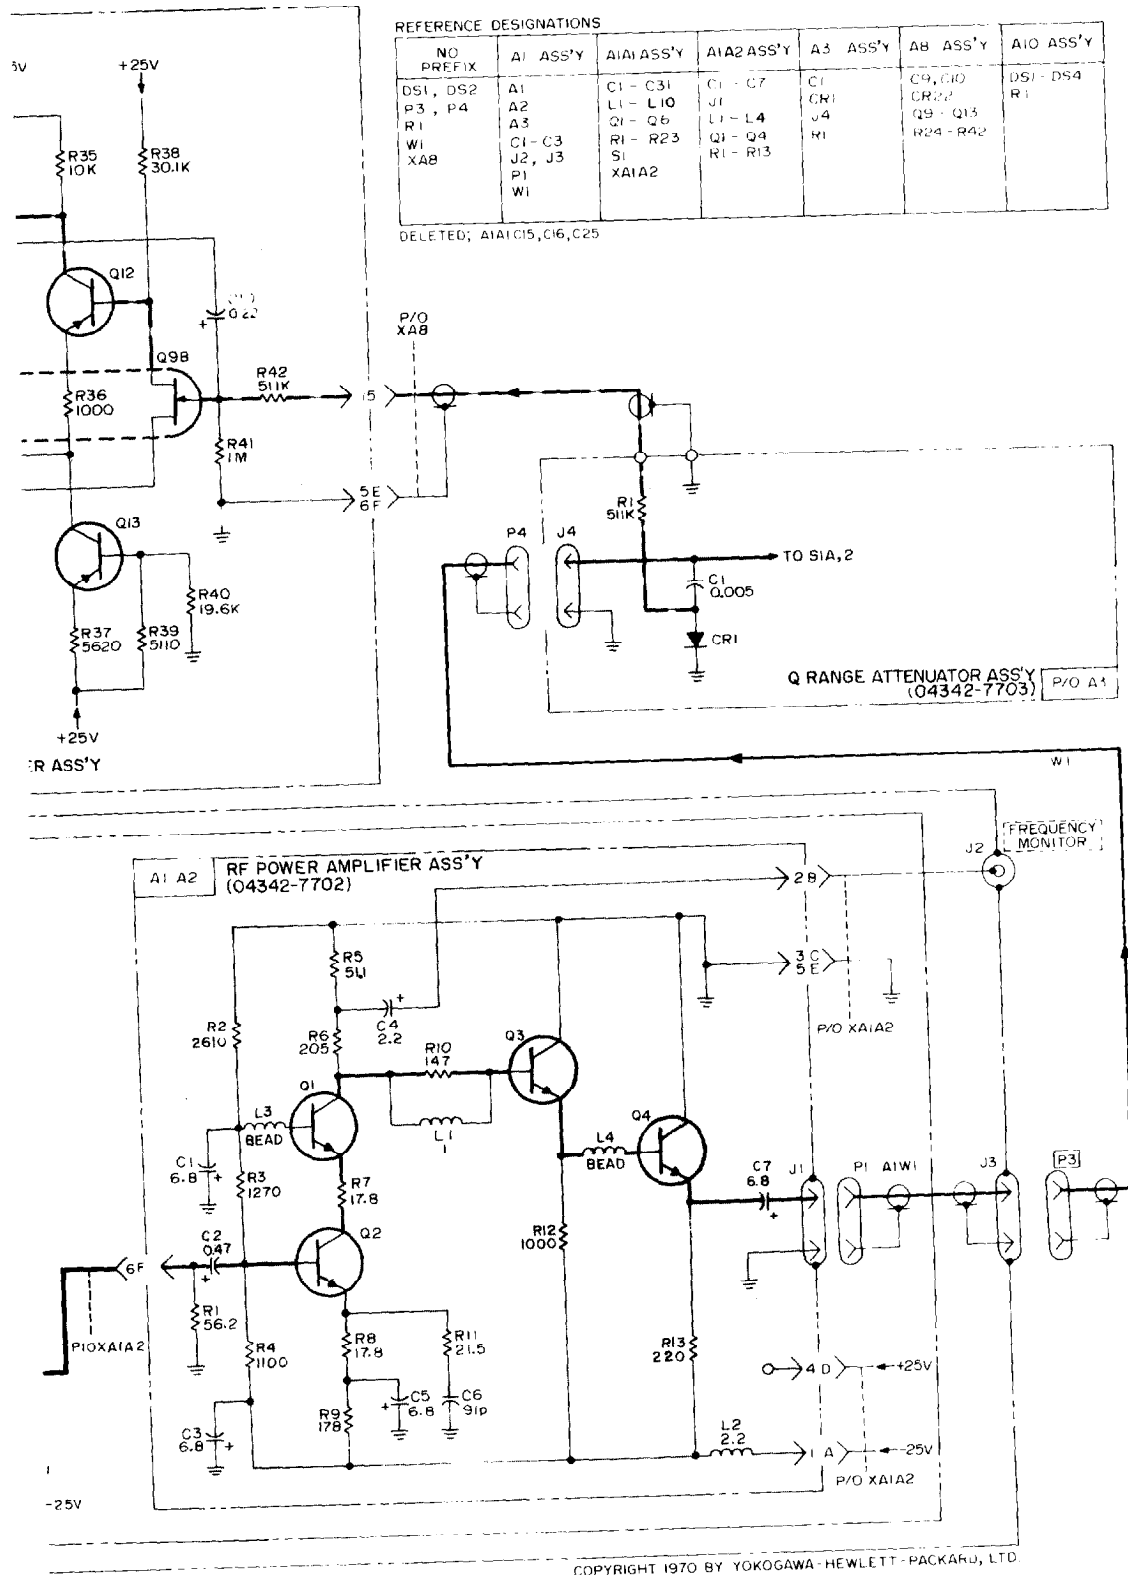 REFERENCE DESIGNATIONS
NO PREFIX
A1 ASS'Y
A1A1 ASS'Y
A1A2 ASS'Y
A3 ASS'Y
A8 ASS'Y
A10 ASS'Y
DS1, DS2
P3, P4
R1
W1
XA8
A1
A2
A3
C1-C3
J2, J3
P1
W1
C1 - C31
L1 - L10
Q1 - Q6
R1 - R23
S1
XA1A2
C1 - C7
J1
L1 - L4
Q1 - Q4
R1 - R13
C1
CR1
J4
R1
C9, C10
CR22
Q9 - Q13
R24-R42
DS1-DS4
R1
DELETED; A1A1C15,C16,C25
5V
+25V
R35
10K
R38
30.1K
Q12
0.22
+
P/O
XA8
Q9B
R42
511K
15
R36
1000
R41
1M
5E
6F
R1
511K
Q13
P4
J4
TO S1A,2
C1
0.005
R40
19.6K
R37
5620
R39
5110
CR1
Q RANGE ATTENUATOR ASS'Y
(04342-7703)
P/O A3
+25V
ER ASS'Y
W1
FREQUENCY
MONITOR
J2
A1 A2
RF POWER AMPLIFIER ASS'Y
(04342-7702)
2B
R5
51.1
3C
5E
+
C4
2.2
R2
2610
R6
205
P/O XA1A2
R10
147
Q3
Q1
L3
BEAD
L1
1
Q4
L4
BEAD
C1
6.8
+
R3
1270
R7
17.8
C7
6.8
+
J1
P1
A1W1
J3
P3
C2
0.47
+
Q2
R12
1000
6F
R1
56.2
P10XA1A2
R4
1100
R8
17.8
R11
21.5
R13
220
4D
+25V
C5
6.8
+
C6
91p
R9
178
C3
6.8
+
L2
2.2
1A
-25V
P/O XA1A2
-25V
COPYRIGHT 1970 BY YOKOGAWA-HEWLETT-PACKARD, LTD.